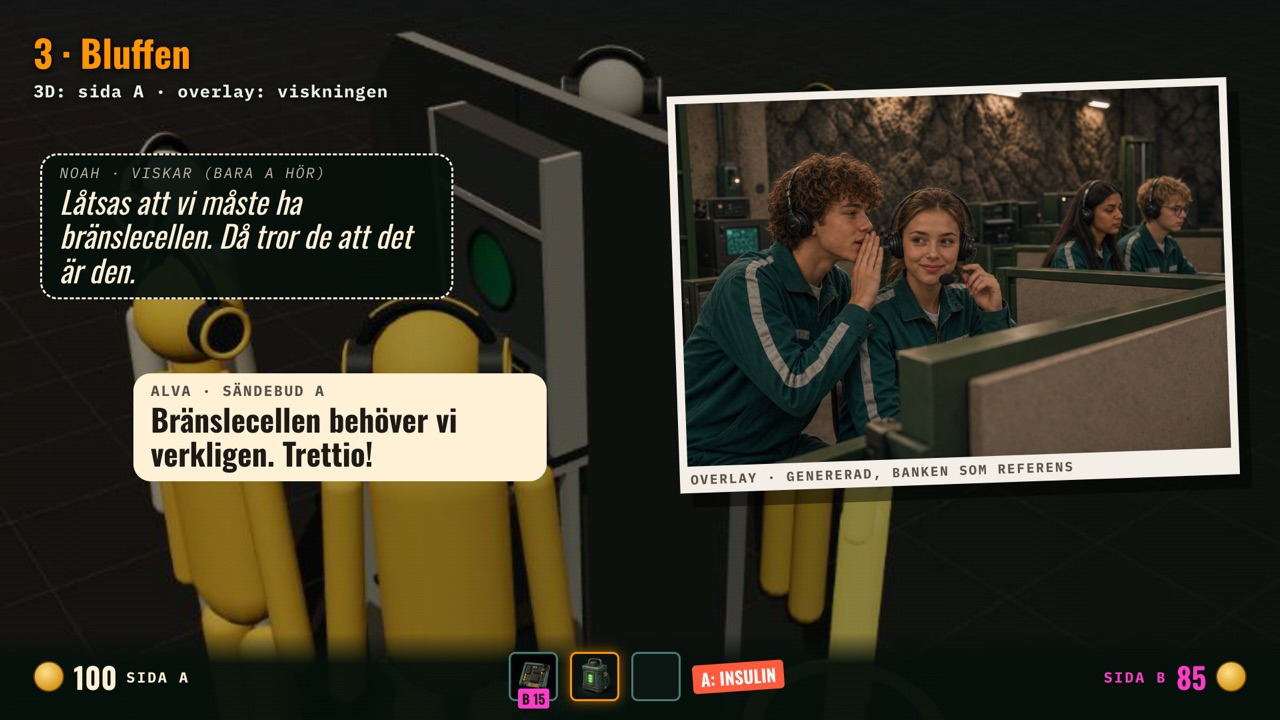 3 · Bluffen
3D: sida A · overlay: viskningen
NOAH · VISKAR (BARA A HÖR)
Låtsas att vi måste ha
bränslecellen. Då tror de att det
är den.
ALVA · SÄNDEBUD A
Bränslecellen behöver vi
verkligen. Trettio!
OVERLAY · GENERERAD, BANKEN SOM REFERENS
100 SIDA A
B 15
A: INSULIN
SIDA B 85